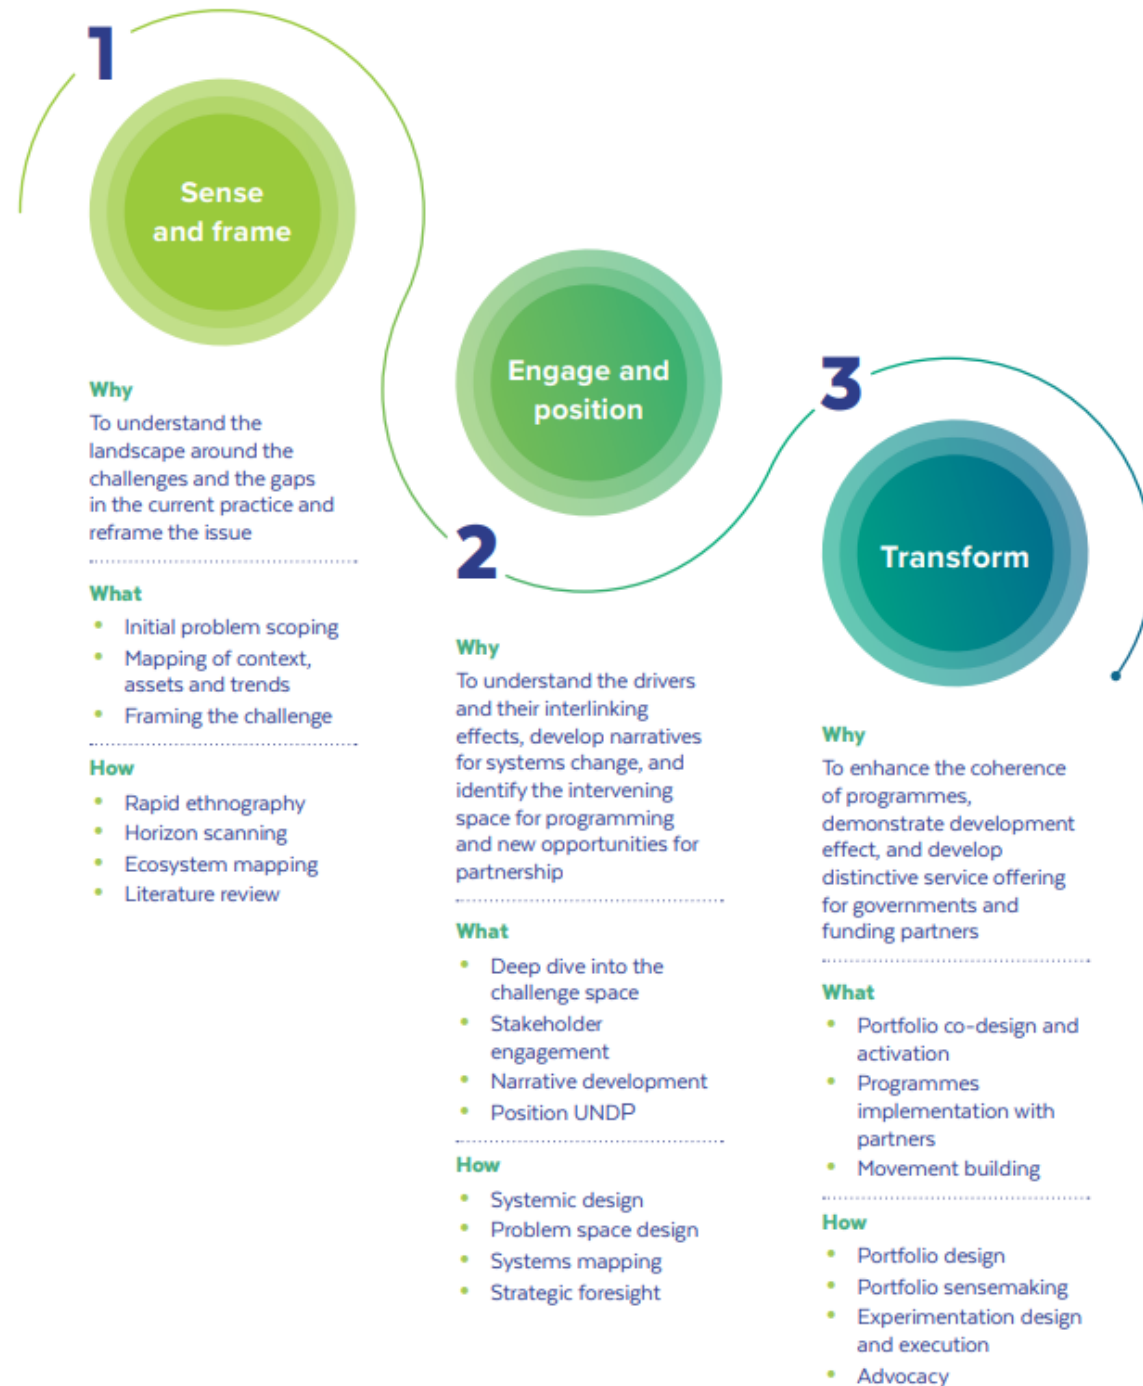 1
Sense
and frame
Why
To understand the
landscape around the
challenges and the gaps
in the current practice and
reframe the issue
What
• Initial problem scoping
• Mapping of context,
assets and trends
• Framing the challenge
How
• Rapid ethnography
• Horizon scanning
• Ecosystem mapping
• Literature review
Engage and
position
2
Why
To understand the drivers
and their interlinking
effects, develop narratives
for systems change, and
identify the intervening
space for programming
and new opportunities for
partnership
What
• Deep dive into the
challenge space
• Stakeholder
engagement
• Narrative development
• Position UNDP
How
• Systemic design
• Problem space design
• Systems mapping
• Strategic foresight
3
Transform
Why
To enhance the coherence
of programmes,
demonstrate development
effect, and develop
distinctive service offering
for governments and
funding partners
What
• Portfolio co-design and
activation
• Programmes
implementation with
partners
• Movement building
How
• Portfolio design
• Portfolio sensemaking
• Experimentation design
and execution
• Advocacy